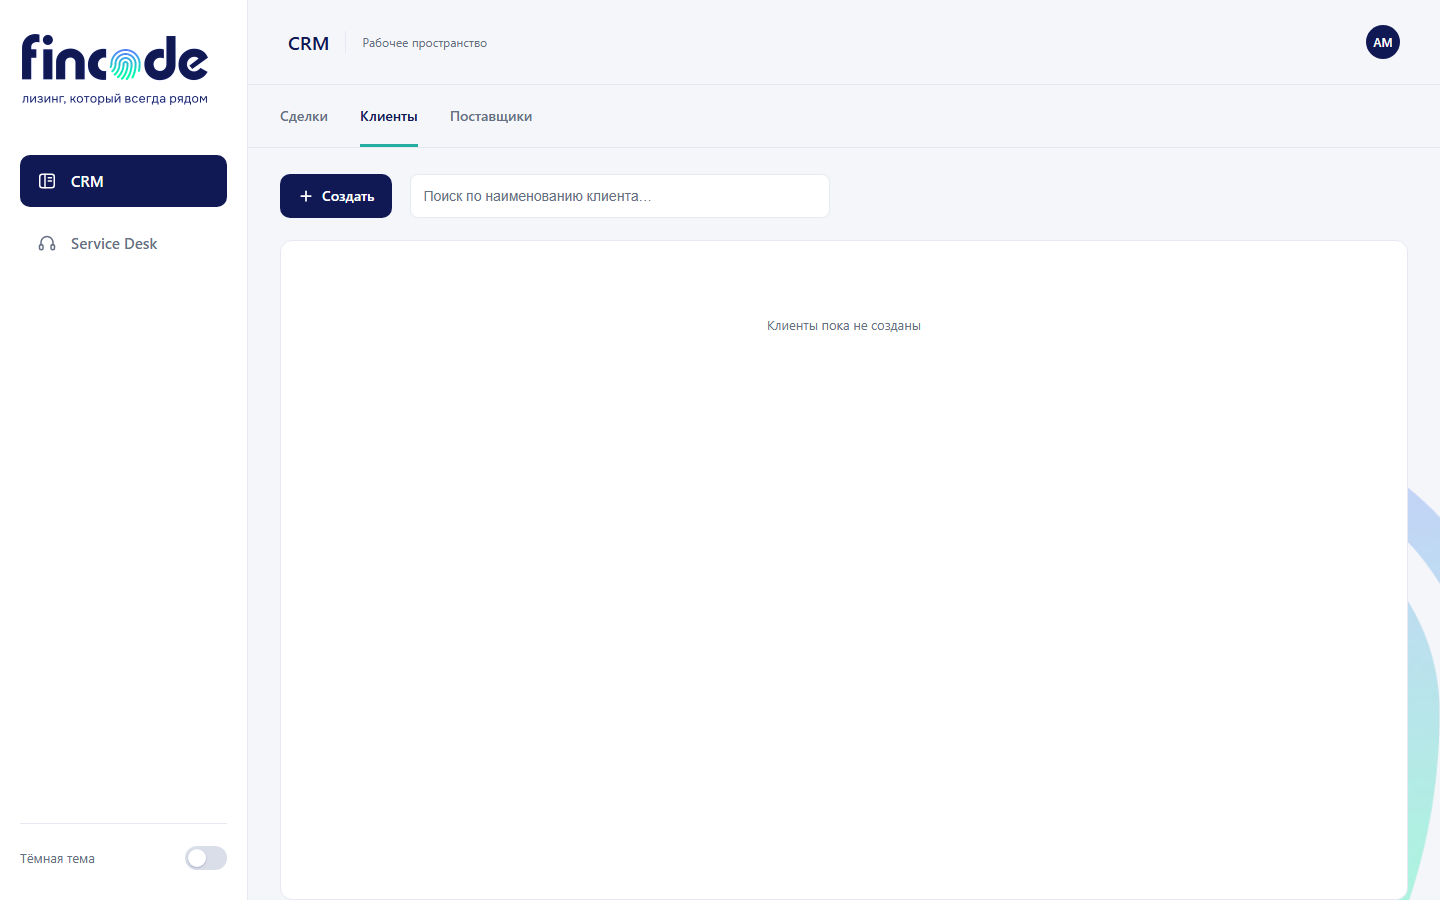 fincode
лизинг, который всегда рядом
CRM
Service Desk
Тёмная тема
CRM
Рабочее пространство
AM
Сделки
Клиенты
Поставщики
+ Создать
Поиск по наименованию клиента...
Клиенты пока не созданы